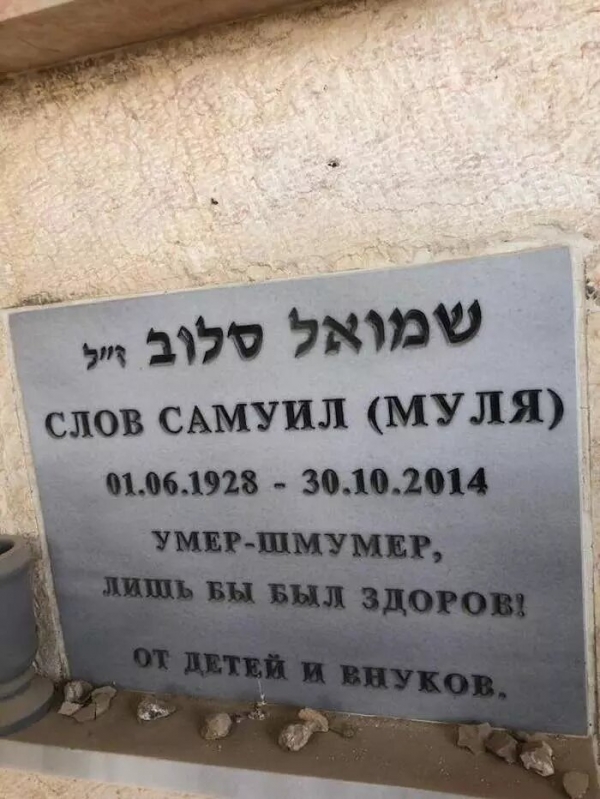 שמואל סלוב ז״ל
СЛОВ САМУИЛ (МУЛЯ)
01.06.1928 - 30.10.2014
УМЕР-ШМУМЕР,
ЛИШЬ БЫ БЫЛ ЗДОРОВ!
ОТ ДЕТЕЙ И ВНУКОВ.